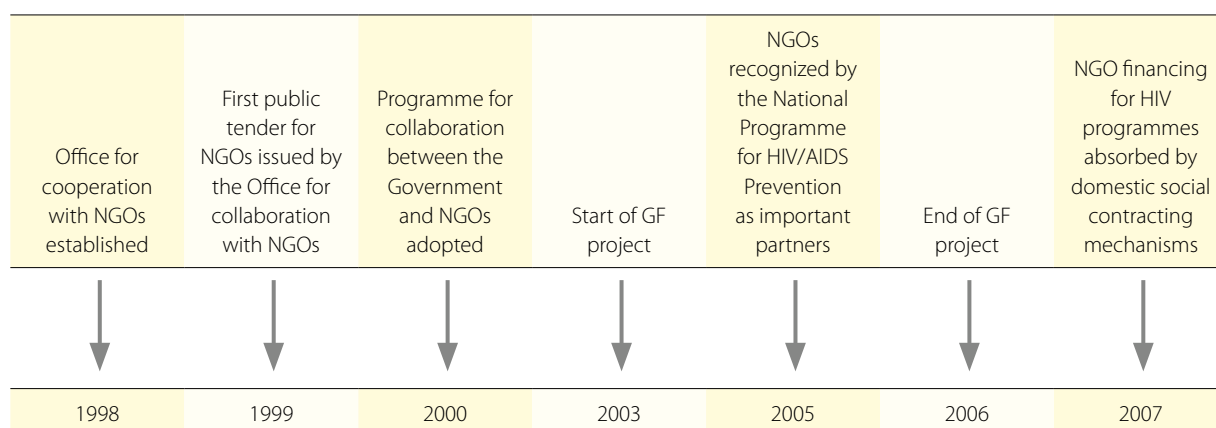 Office for
cooperation
with NGOs
established
First public
tender for
NGOs issued by
the Office for
collaboration
with NGOs
Programme for
collaboration
between the
Government
and NGOs
adopted
Start of GF
project
NGOs
recognized by
the National
Programme
for HIV/AIDS
Prevention
as important
partners
End of GF
project
NGO financing
for HIV
programmes
absorbed by
domestic social
contracting
mechanisms
1998
1999
2000
2003
2005
2006
2007